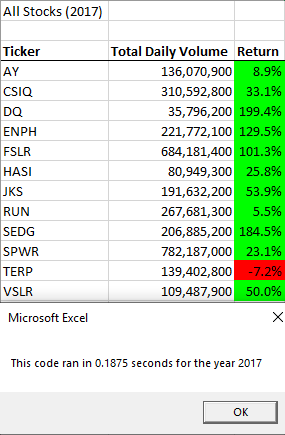 All Stocks (2017)
Ticker Total Daily Volume Return
AY 136,070,900 8.9%
CSIQ 310,592,800 33.1%
DQ 35,796,200 199.4%
ENPH 221,772,100 129.5%
FSLR 684,181,400 101.3%
HASI 80,949,300 25.8%
JKS 191,632,200 53.9%
RUN 267,681,300 5.5%
SEDG 206,885,200 184.5%
SPWR 782,187,000 23.1%
TERP 139,402,800 -7.2%
VSLR 109,487,900 50.0%
Microsoft Excel
This code ran in 0.1875 seconds for the year 2017
OK